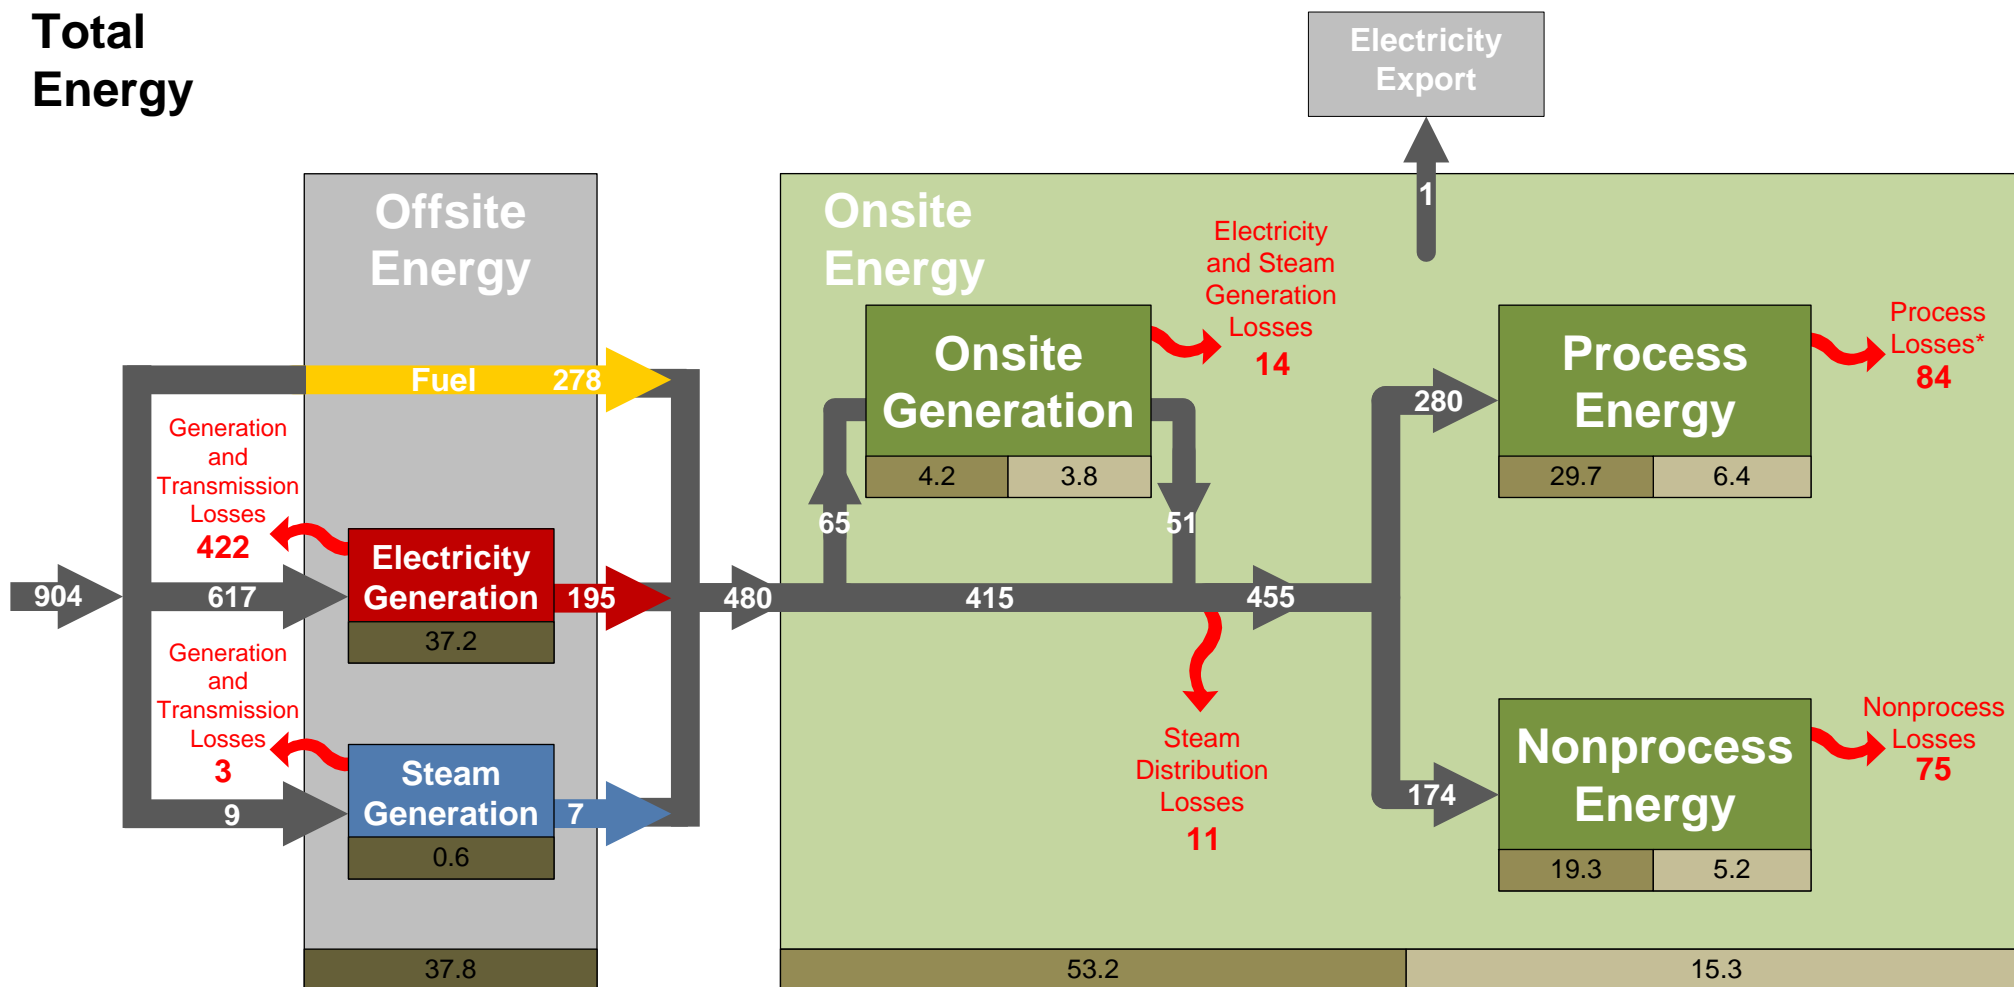 Total
Energy
Electricity
Export
1
Offsite
Energy
Fuel 278
Generation
and
Transmission
Losses
422
904
617
Electricity
Generation
37.2
195
Generation
and
Transmission
Losses
3
9
Steam
Generation
0.6
7
37.8
480
Onsite
Energy
Onsite
Generation
4.2 3.8
65
51
Electricity
and Steam
Generation
Losses
14
415
455
Steam
Distribution
Losses
11
280
Process
Energy
29.7 6.4
Process
Losses*
84
174
Nonprocess
Energy
19.3 5.2
Nonprocess
Losses
75
53.2 15.3